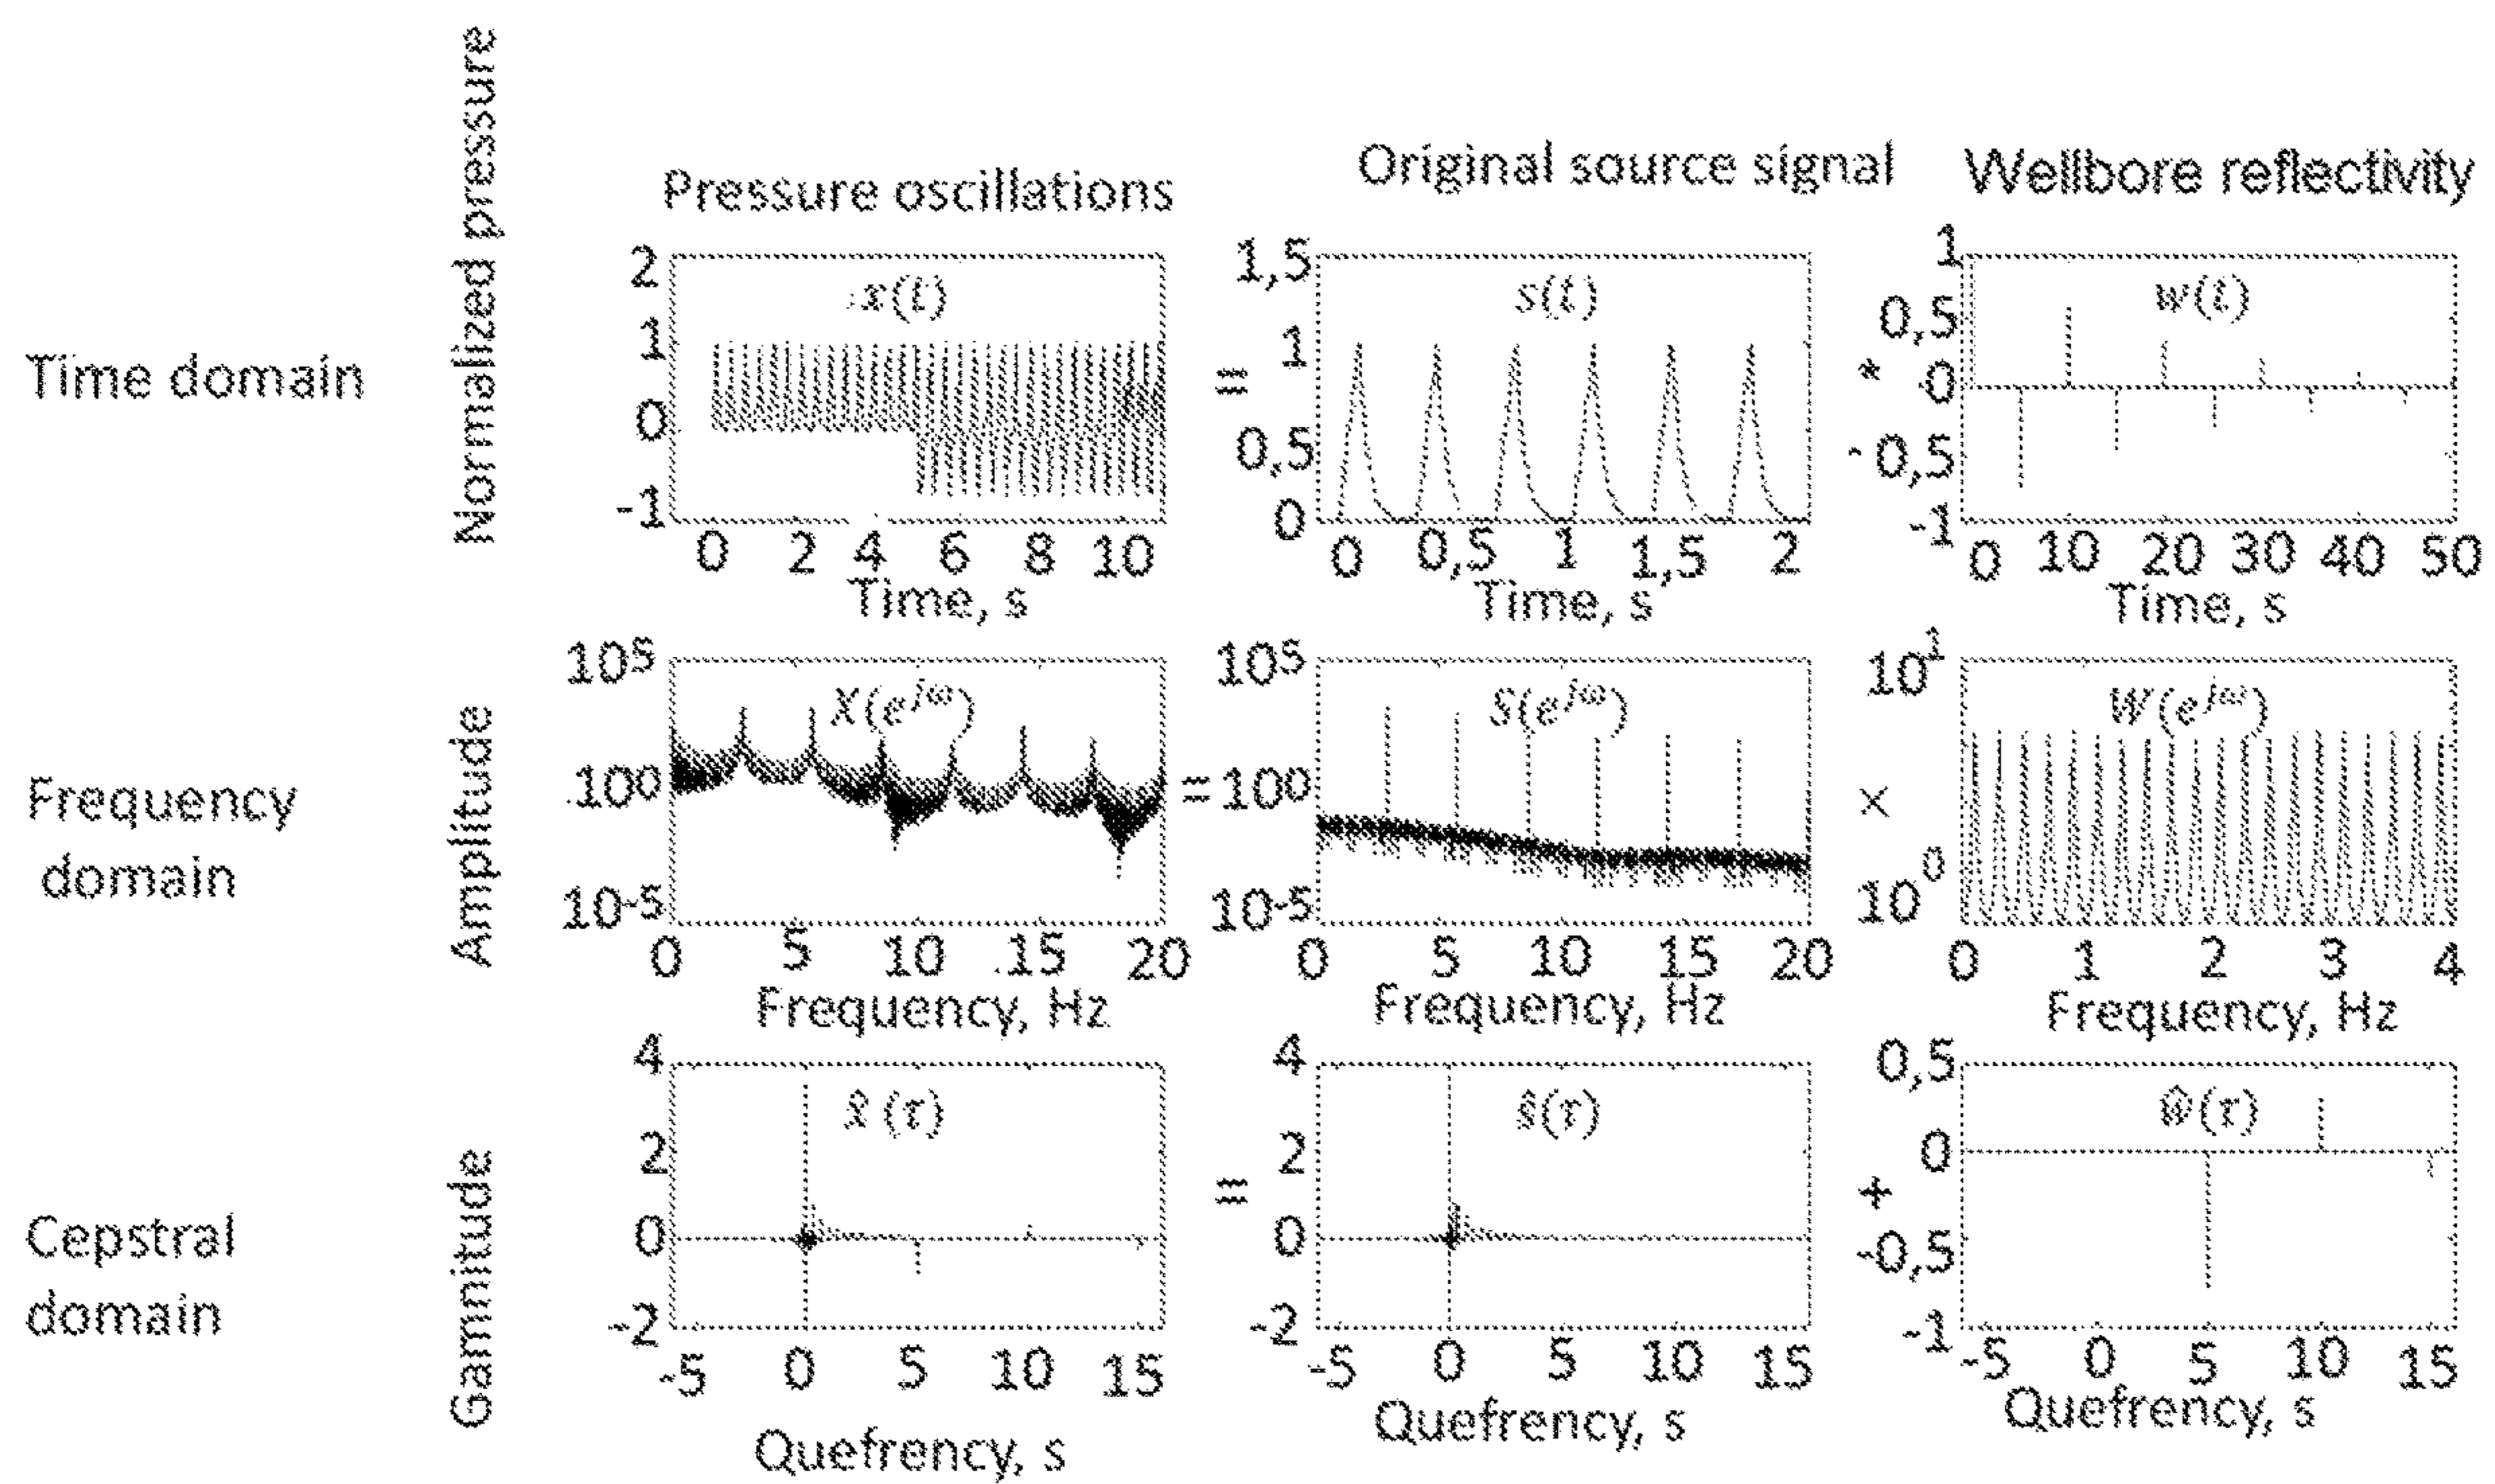 Normalized pressure
Pressure oscillations
Original source signal
Wellbore reflectivity
Time domain
2
1
0
-1
x(t)
0 2 4 6 8 10
Time, s
=
1,5
1
0,5
0
s(t)
0 0,5 1 1,5 2
Time, s
*
1
0,5
0
-0,5
-1
w(t)
0 10 20 30 40 50
Time, s
Frequency
domain
Amplitude
10⁵
10⁰
10⁻⁵
X(e^{jω})
0 5 10 15 20
Frequency, Hz
=
10⁵
10⁰
10⁻⁵
S(e^{jω})
0 5 10 15 20
Frequency, Hz
×
10¹
10⁰
W(e^{jω})
0 1 2 3 4
Frequency, Hz
Cepstral
domain
Gamnitude
4
2
0
-2
x̂(τ)
-5 0 5 10 15
Quefrency, s
=
4
2
0
-2
ŝ(τ)
-5 0 5 10 15
Quefrency, s
+
0,5
0
-0,5
-1
ŵ(τ)
-5 0 5 10 15
Quefrency, s